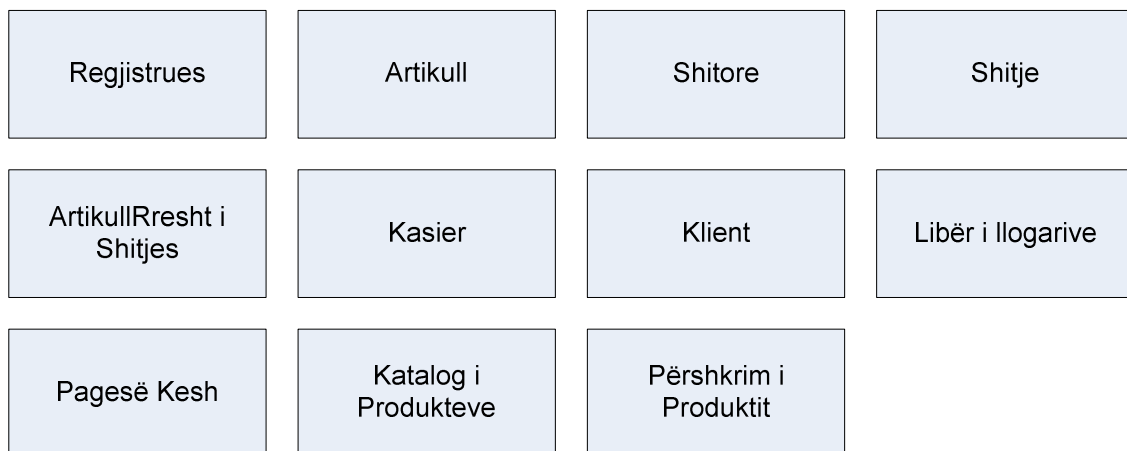 Regjistrues
Artikull
Shitore
Shitje
ArtikullRresht i
Shitjes
Kasier
Klient
Libër i llogarive
Pagesë Kesh
Katalog i
Produkteve
Përshkrim i
Produktit